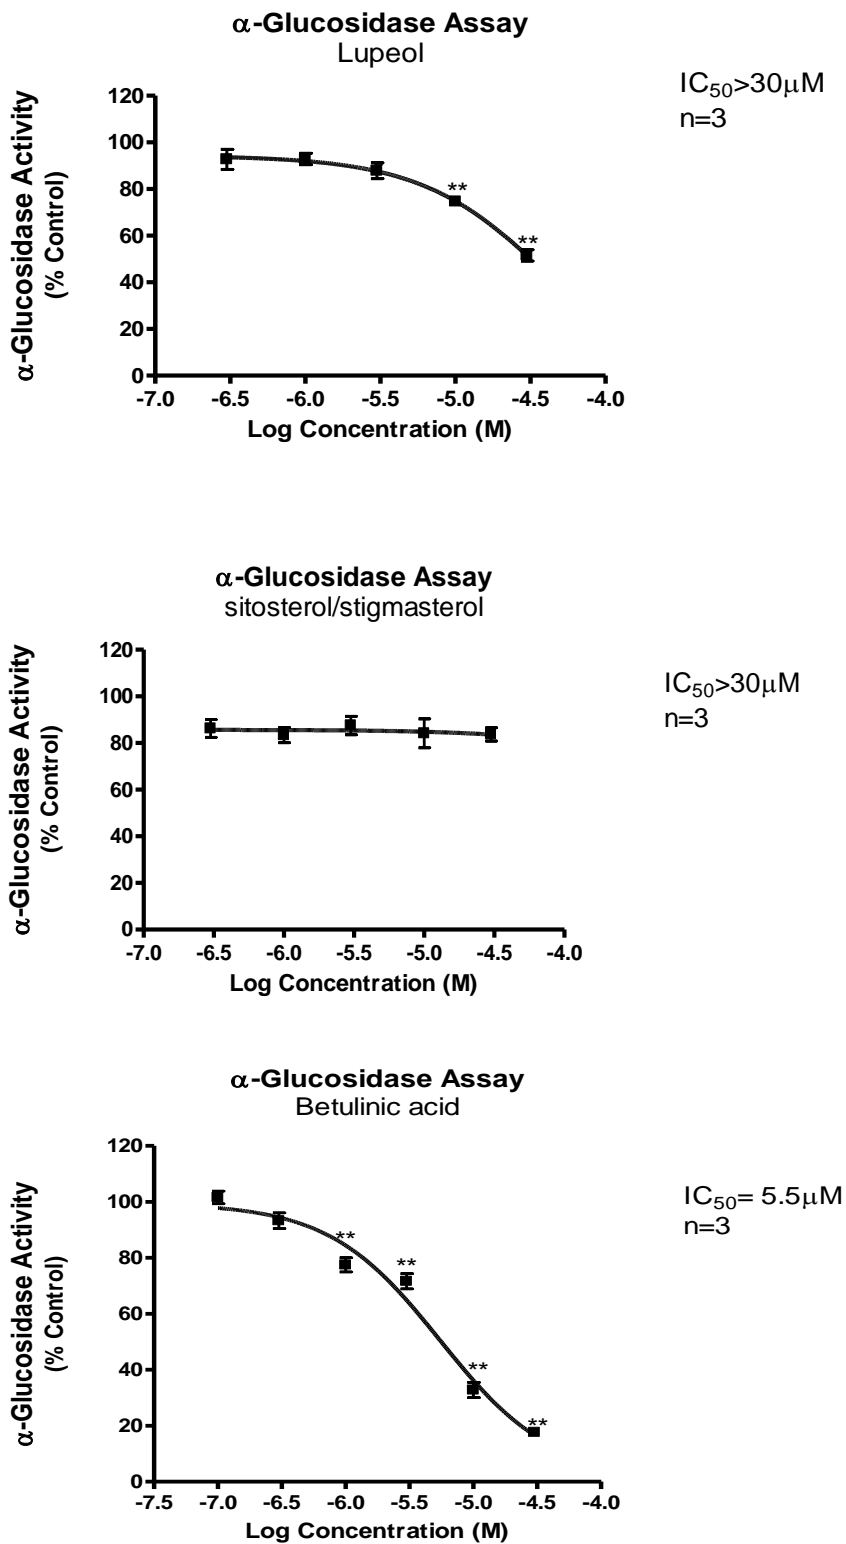 α-Glucosidase Assay
Lupeol
IC₅₀>30μM
n=3
α-Glucosidase Activity
(% Control)
120
100
80
60
40
20
0
**
**
-7.0 -6.5 -6.0 -5.5 -5.0 -4.5 -4.0
Log Concentration (M)
α-Glucosidase Assay
sitosterol/stigmasterol
IC₅₀>30μM
n=3
α-Glucosidase Activity
(% Control)
120
100
80
60
40
20
0
-7.0 -6.5 -6.0 -5.5 -5.0 -4.5 -4.0
Log Concentration (M)
α-Glucosidase Assay
Betulinic acid
IC₅₀= 5.5μM
n=3
α-Glucosidase Activity
(% Control)
120
100
80
60
40
20
0
**
**
**
**
-7.5 -7.0 -6.5 -6.0 -5.5 -5.0 -4.5 -4.0
Log Concentration (M)